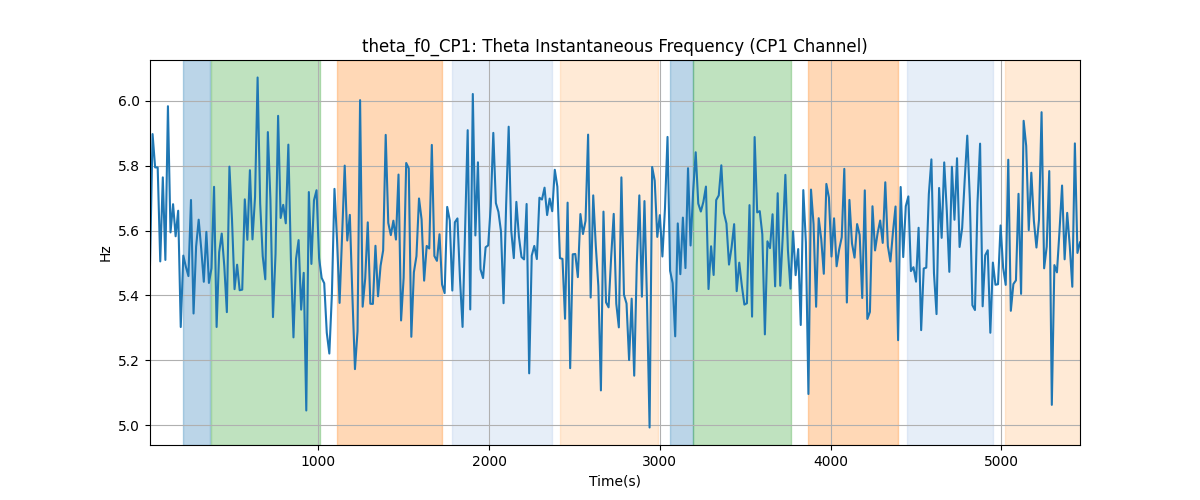 theta_f0_CP1: Theta Instantaneous Frequency (CP1 Channel)
Hz
6.0
5.8
5.6
5.4
5.2
5.0
1000 2000 3000 4000 5000
Time(s)